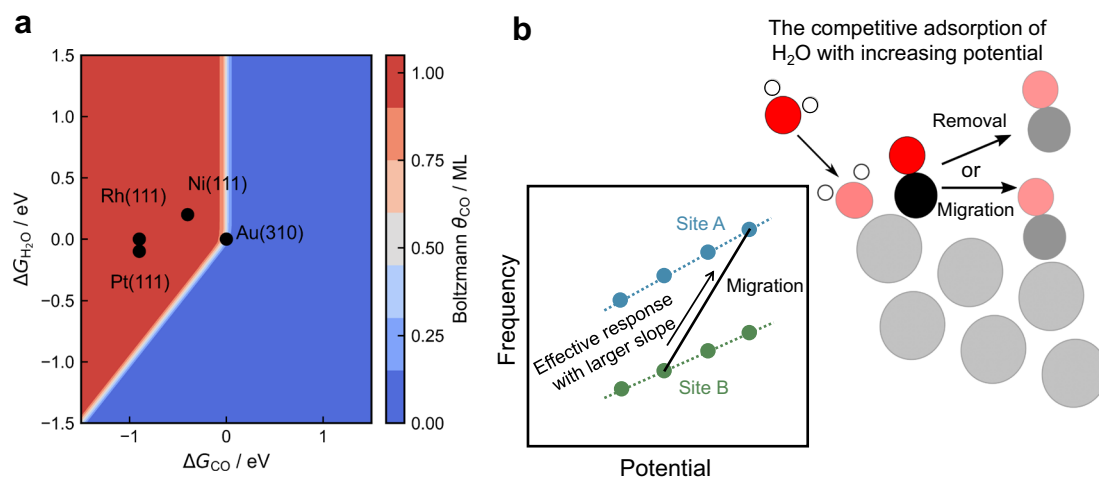 a
1.5
1.0
0.5
0.0
−0.5
−1.0
−1.5
ΔG_H₂O / eV
Rh(111)
Ni(111)
Au(310)
Pt(111)
−1
0
1
ΔG_CO / eV
1.00
0.75
0.50
0.25
0.00
Boltzmann θ_CO / ML
b
The competitive adsorption of
H₂O with increasing potential
Removal
or
Migration
Site A
Migration
Effective response
with larger slope
Site B
Frequency
Potential